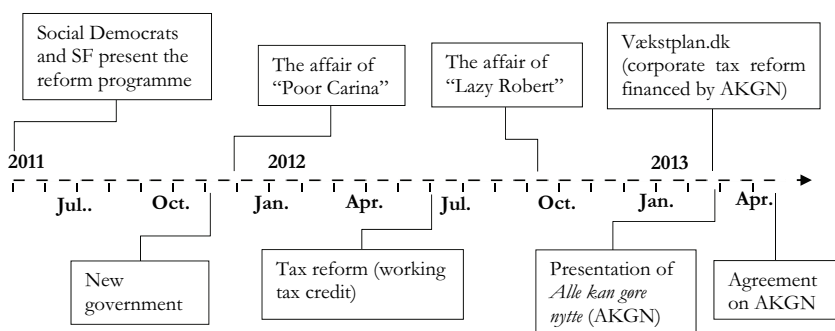 Social Democrats
and SF present the
reform programme
The affair of
“Poor Carina”
The affair of
“Lazy Robert”
Vækstplan.dk
(corporate tax reform
financed by AKGN)
2011
2012
2013
Jul..
Oct.
Jan.
Apr.
Jul.
Oct.
Jan.
Apr.
New
government
Tax reform (working
tax credit)
Presentation of
Alle kan gøre
nytte (AKGN)
Agreement
on AKGN